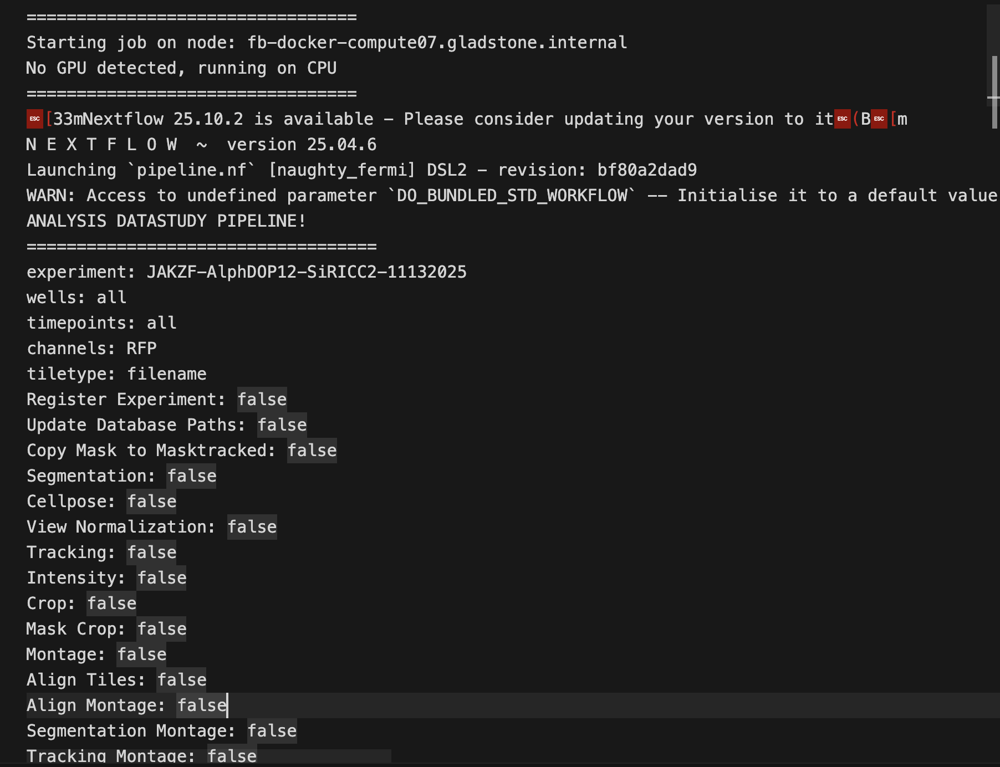 =================================
Starting job on node: fb-docker-compute07.gladstone.internal
No GPU detected, running on CPU
=================================
ESC[33mNextflow 25.10.2 is available - Please consider updating your version to itESC(BESC[m
N E X T F L O W  ~  version 25.04.6
Launching `pipeline.nf` [naughty_fermi] DSL2 - revision: bf80a2dad9
WARN: Access to undefined parameter `DO_BUNDLED_STD_WORKFLOW` -- Initialise it to a default value
ANALYSIS DATASTUDY PIPELINE!
===================================
experiment: JAKZF-AlphDOP12-SiRICC2-11132025
wells: all
timepoints: all
channels: RFP
tiletype: filename
Register Experiment: false
Update Database Paths: false
Copy Mask to Masktracked: false
Segmentation: false
Cellpose: false
View Normalization: false
Tracking: false
Intensity: false
Crop: false
Mask Crop: false
Montage: false
Align Tiles: false
Align Montage: false
Segmentation Montage: false
Tracking Montage: false